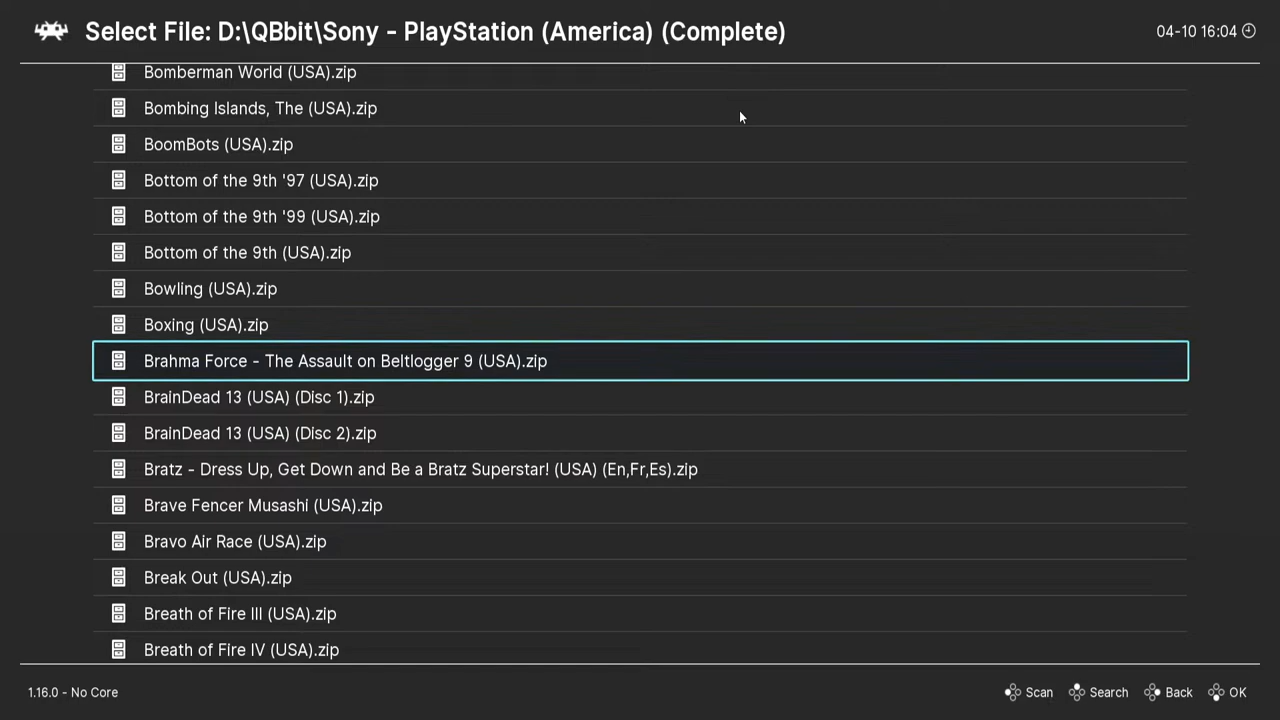 Select File: D:\QBbit\Sony - PlayStation (America) (Complete)
04-10 16:04
Bomberman World (USA).zip
Bombing Islands, The (USA).zip
BoomBots (USA).zip
Bottom of the 9th '97 (USA).zip
Bottom of the 9th '99 (USA).zip
Bottom of the 9th (USA).zip
Bowling (USA).zip
Boxing (USA).zip
Brahma Force - The Assault on Beltlogger 9 (USA).zip
BrainDead 13 (USA) (Disc 1).zip
BrainDead 13 (USA) (Disc 2).zip
Bratz - Dress Up, Get Down and Be a Bratz Superstar! (USA) (En,Fr,Es).zip
Brave Fencer Musashi (USA).zip
Bravo Air Race (USA).zip
Break Out (USA).zip
Breath of Fire III (USA).zip
Breath of Fire IV (USA).zip
1.16.0 - No Core
Scan Search Back OK